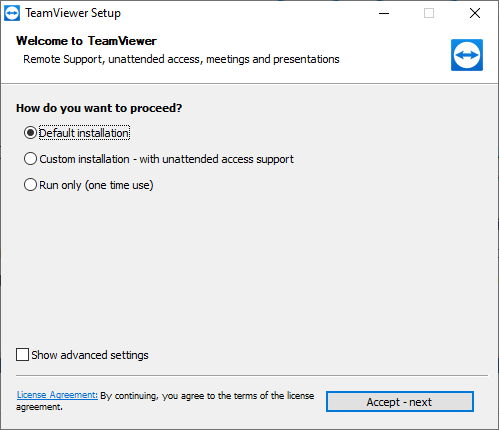 TeamViewer Setup
Welcome to TeamViewer
Remote Support, unattended access, meetings and presentations
How do you want to proceed?
Default installation
Custom installation - with unattended access support
Run only (one time use)
Show advanced settings
License Agreement: By continuing, you agree to the terms of the license
agreement.
Accept - next